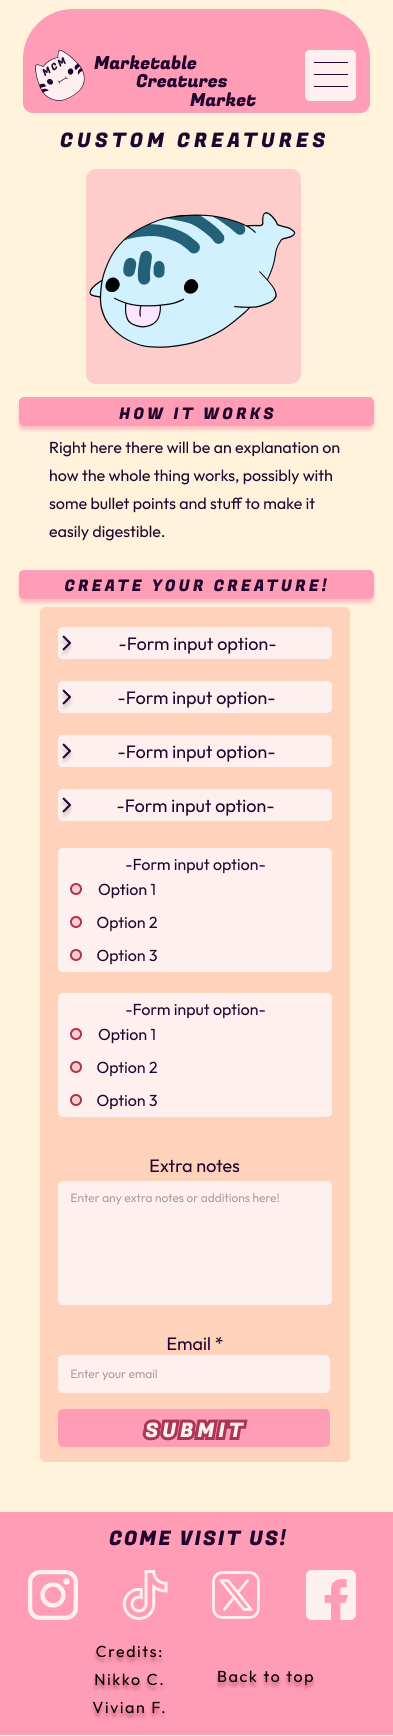 MCM
Marketable
Creatures
Market
CUSTOM CREATURES
HOW IT WORKS
Right here there will be an explanation on
how the whole thing works, possibly with
some bullet points and stuff to make it
easily digestible.
CREATE YOUR CREATURE!
-Form input option-
-Form input option-
-Form input option-
-Form input option-
-Form input option-
Option 1
Option 2
Option 3
-Form input option-
Option 1
Option 2
Option 3
Extra notes
Enter any extra notes or additions here!
Email *
Enter your email
SUBMIT
COME VISIT US!
Credits:
Nikko C.
Vivian F.
Back to top